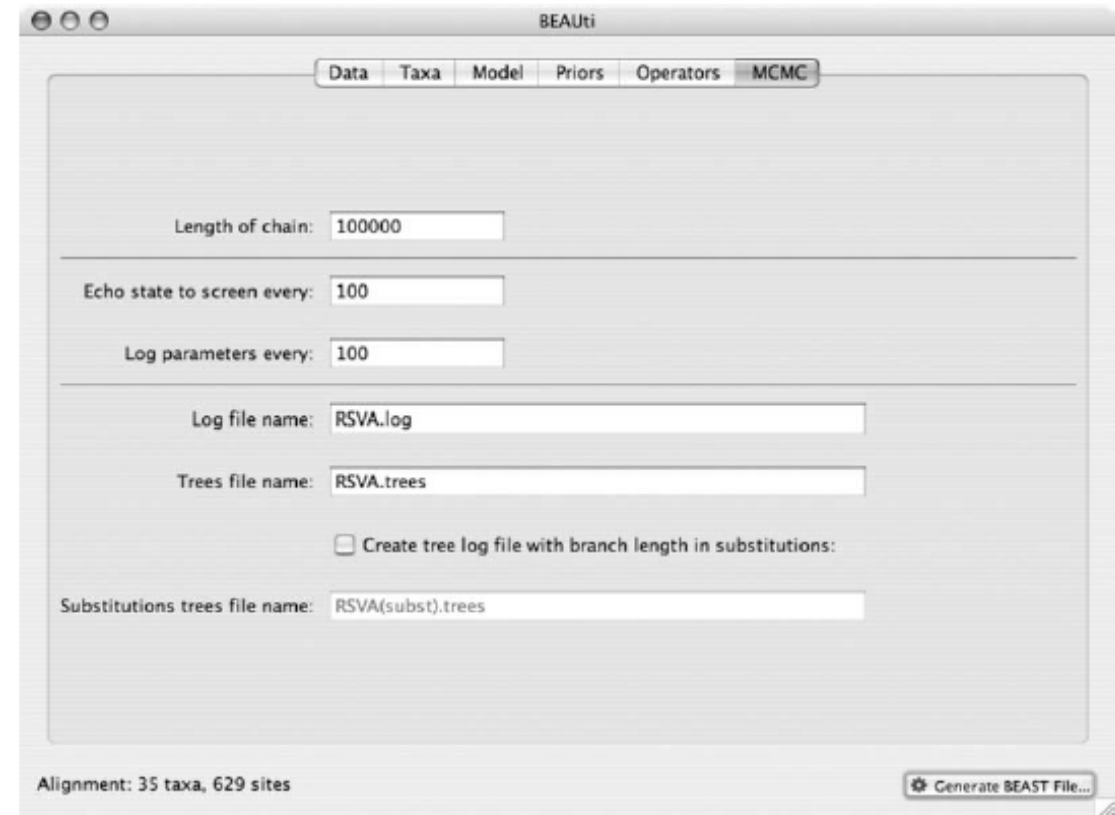 BEAUti
Data Taxa Model Priors Operators MCMC
Length of chain: 100000
Echo state to screen every: 100
Log parameters every: 100
Log file name: RSVA.log
Trees file name: RSVA.trees
Create tree log file with branch length in substitutions:
Substitutions trees file name: RSVA(subst).trees
Alignment: 35 taxa, 629 sites Generate BEAST File...